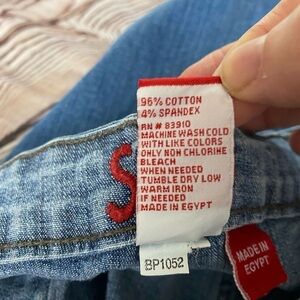 96% COTTON
4% SPANDEX
RN # 83910
MACHINE WASH COLD
WITH LIKE COLORS
ONLY NON CHLORINE
BLEACH
WHEN NEEDED
TUMBLE DRY LOW
WARM IRON
IF NEEDED
MADE IN EGYPT
BP1052
MADE IN
EGYPT